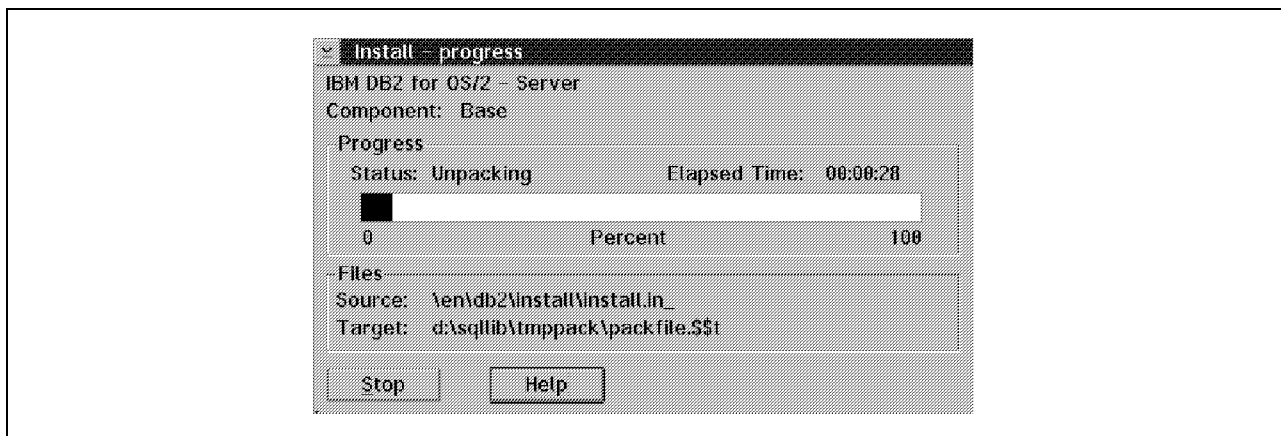 Install - progress
IBM DB2 for OS/2 - Server
Component: Base
Progress
Status: Unpacking Elapsed Time: 00:00:28
0 Percent 100
Files
Source: \en\db2\install\install.in_
Target: d:\sqllib\tmppack\packfile.$$t
Stop Help